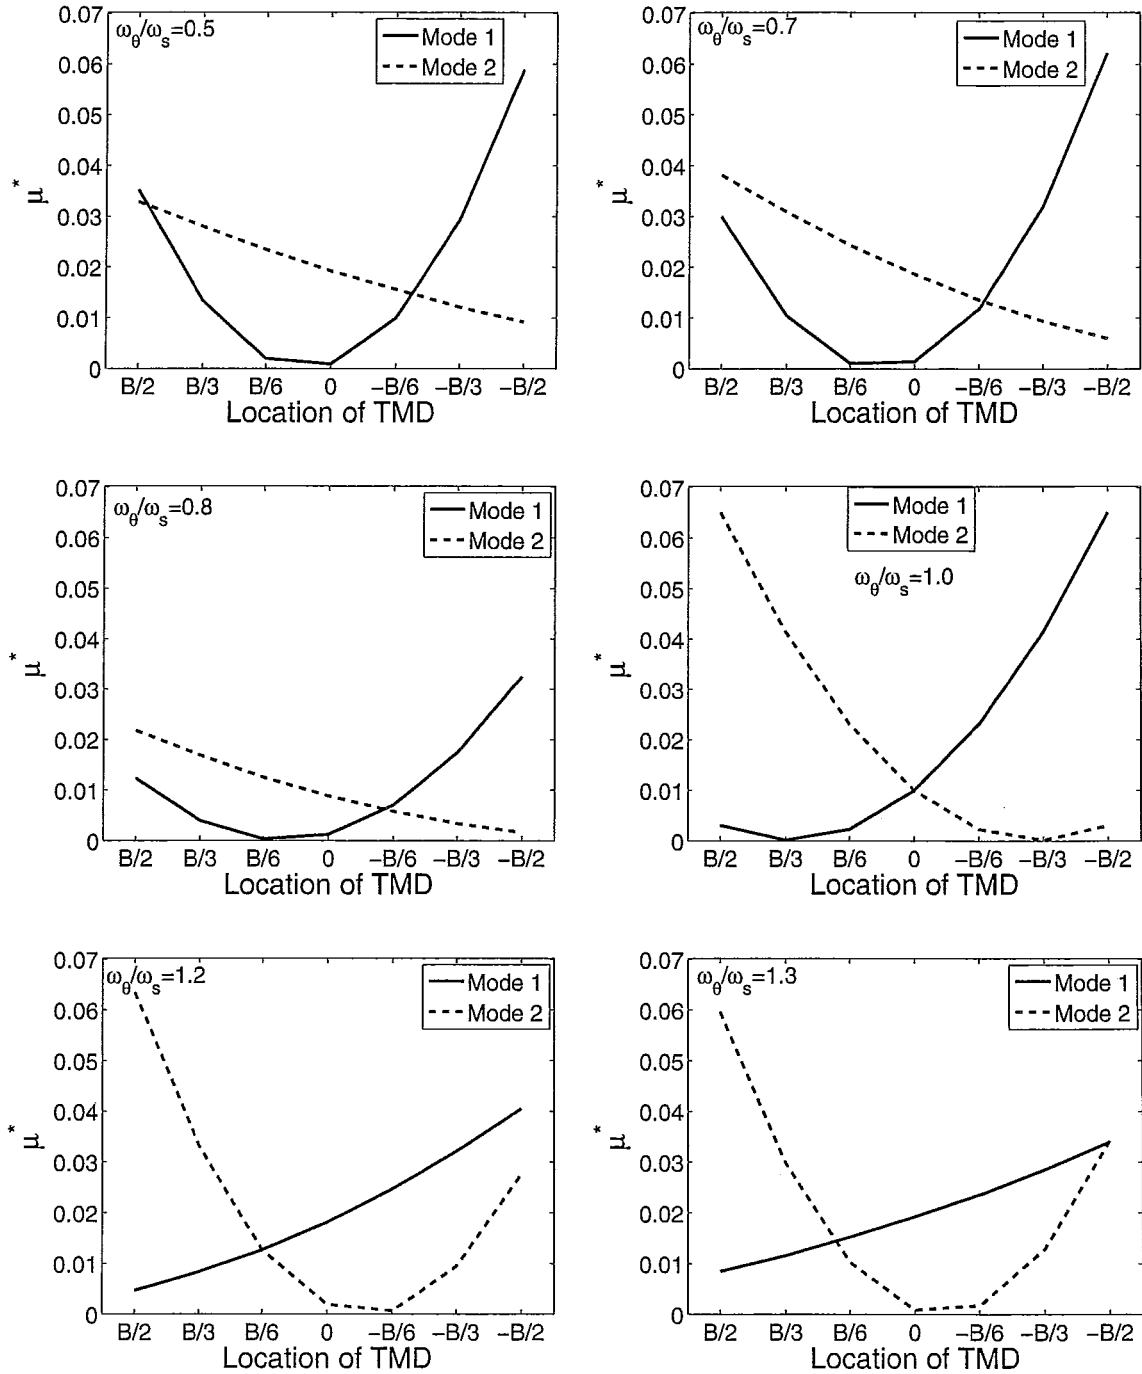 0.07
0.06
0.05
0.04
0.03
0.02
0.01
0
μ*
ω_θ/ω_s=0.5
Mode 1
Mode 2
B/2 B/3 B/6 0 −B/6 −B/3 −B/2
Location of TMD
0.07
0.06
0.05
0.04
0.03
0.02
0.01
0
μ*
ω_θ/ω_s=0.7
Mode 1
Mode 2
B/2 B/3 B/6 0 −B/6 −B/3 −B/2
Location of TMD
0.07
0.06
0.05
0.04
0.03
0.02
0.01
0
μ*
ω_θ/ω_s=0.8
Mode 1
Mode 2
B/2 B/3 B/6 0 −B/6 −B/3 −B/2
Location of TMD
0.07
0.06
0.05
0.04
0.03
0.02
0.01
0
μ*
Mode 1
Mode 2
ω_θ/ω_s=1.0
B/2 B/3 B/6 0 −B/6 −B/3 −B/2
Location of TMD
0.07
0.06
0.05
0.04
0.03
0.02
0.01
0
μ*
ω_θ/ω_s=1.2
Mode 1
Mode 2
B/2 B/3 B/6 0 −B/6 −B/3 −B/2
Location of TMD
0.07
0.06
0.05
0.04
0.03
0.02
0.01
0
μ*
ω_θ/ω_s=1.3
Mode 1
Mode 2
B/2 B/3 B/6 0 −B/6 −B/3 −B/2
Location of TMD